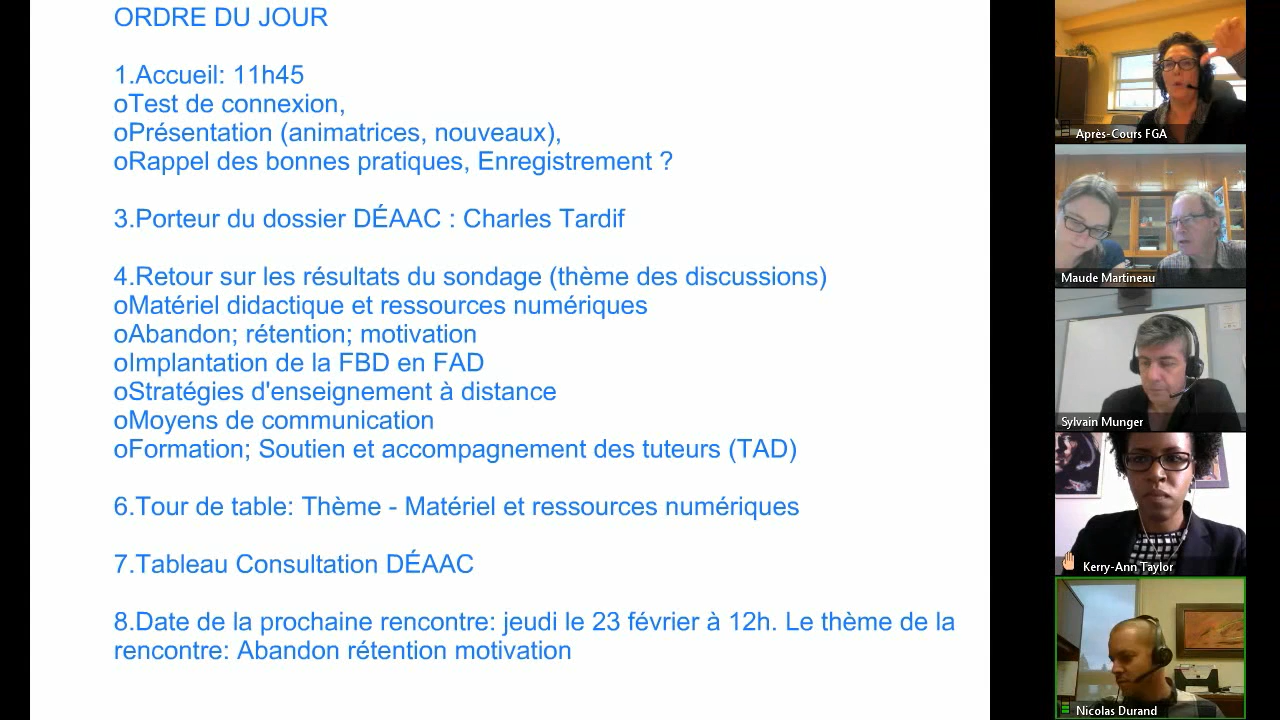 ORDRE DU JOUR
1.Accueil: 11h45
oTest de connexion,
oPrésentation (animatrices, nouveaux),
oRappel des bonnes pratiques, Enregistrement ?
3.Porteur du dossier DÉAAC : Charles Tardif
4.Retour sur les résultats du sondage (thème des discussions)
oMatériel didactique et ressources numériques
oAbandon; rétention; motivation
oImplantation de la FBD en FAD
oStratégies d'enseignement à distance
oMoyens de communication
oFormation; Soutien et accompagnement des tuteurs (TAD)
6.Tour de table: Thème - Matériel et ressources numériques
7.Tableau Consultation DÉAAC
8.Date de la prochaine rencontre: jeudi le 23 février à 12h. Le thème de la
rencontre: Abandon rétention motivation
Après-Cours FGA
Maude Martineau
Sylvain Munger
Kerry-Ann Taylor
Nicolas Durand